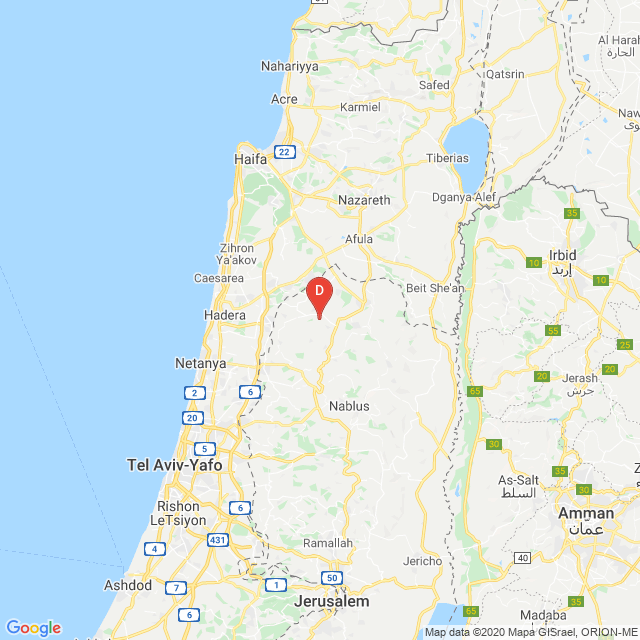 Nahariyya
Acre
Karmiel
Safed
Qatsrin
Al Harah
الحارة
Naw
نوى
22
Haifa
Tiberias
Nazareth
Dganya Alef
35
Afula
Zihron
Ya'akov
Caesarea
Irbid
إربد
10
10
Beit She'an
D
Hadera
55
25
Netanya
20
Jerash
جرش
2
6
65
20
Nablus
30
5
Tel Aviv-Yafo
As-Salt
السلط
35
30
Rishon
LeTsiyon
6
Amman
عمان
431
4
Ramallah
Jericho
40
Ashdod
7
1
50
Jerusalem
6
65
35
Madaba
مادبا
Google
Map data ©2020 Mapa GISrael, ORION-ME